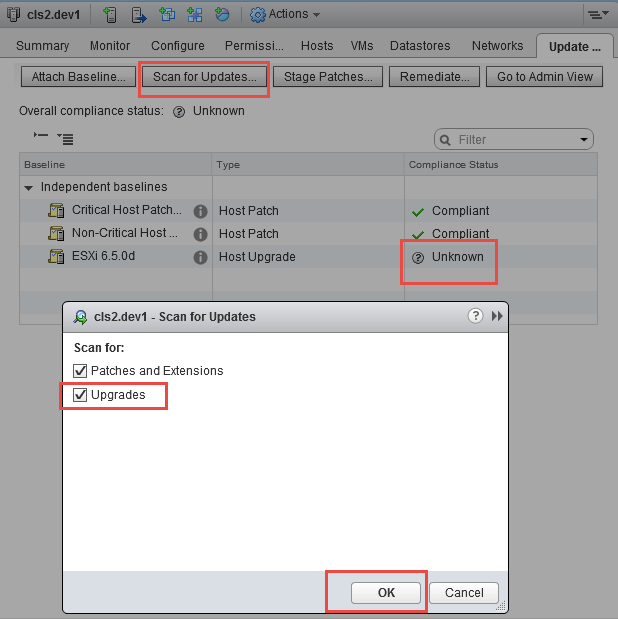 cls2.dev1 Actions
Summary Monitor Configure Permissi... Hosts VMs Datastores Networks Update ...
Attach Baseline... Scan for Updates... Stage Patches... Remediate... Go to Admin View
Overall compliance status: Unknown
Filter
Baseline Type Compliance Status
Independent baselines
Critical Host Patch... Host Patch Compliant
Non-Critical Host ... Host Patch Compliant
ESXi 6.5.0d Host Upgrade Unknown
cls2.dev1 - Scan for Updates
Scan for:
Patches and Extensions
Upgrades
OK Cancel